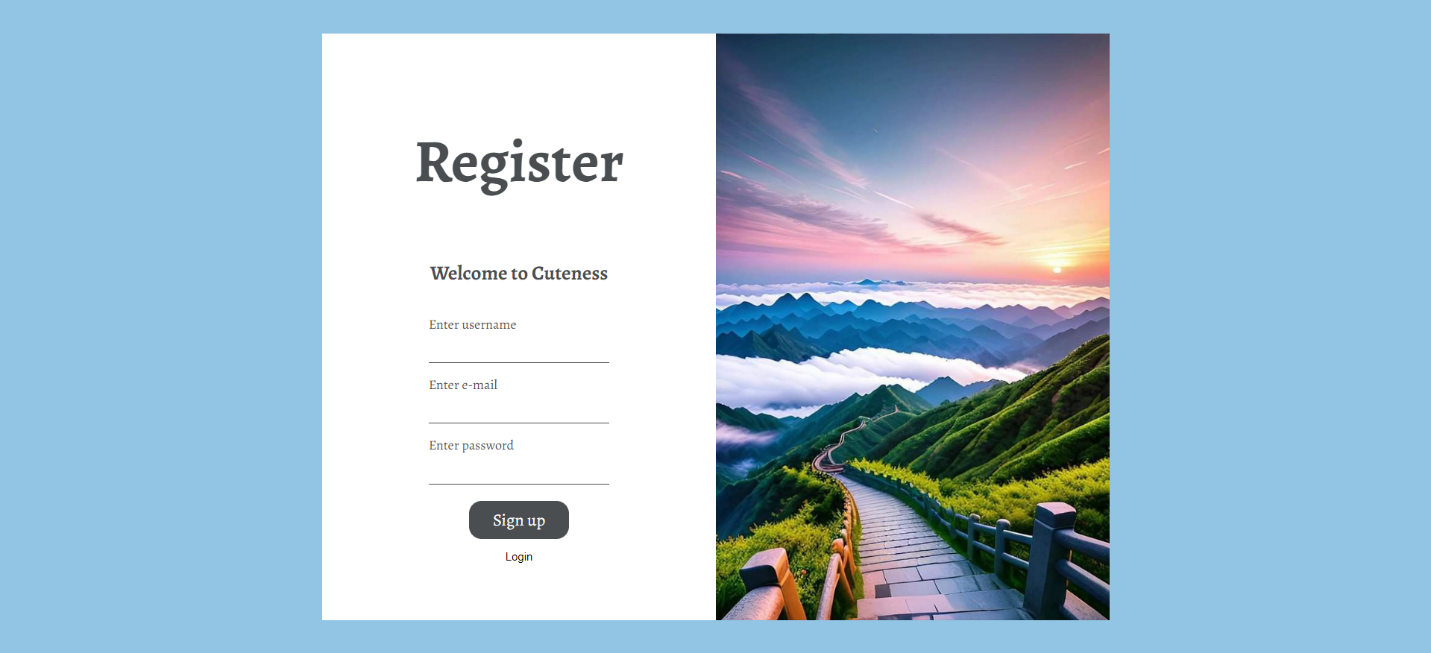 Register
Welcome to Cuteness
Enter username
Enter e-mail
Enter password
Sign up
Login